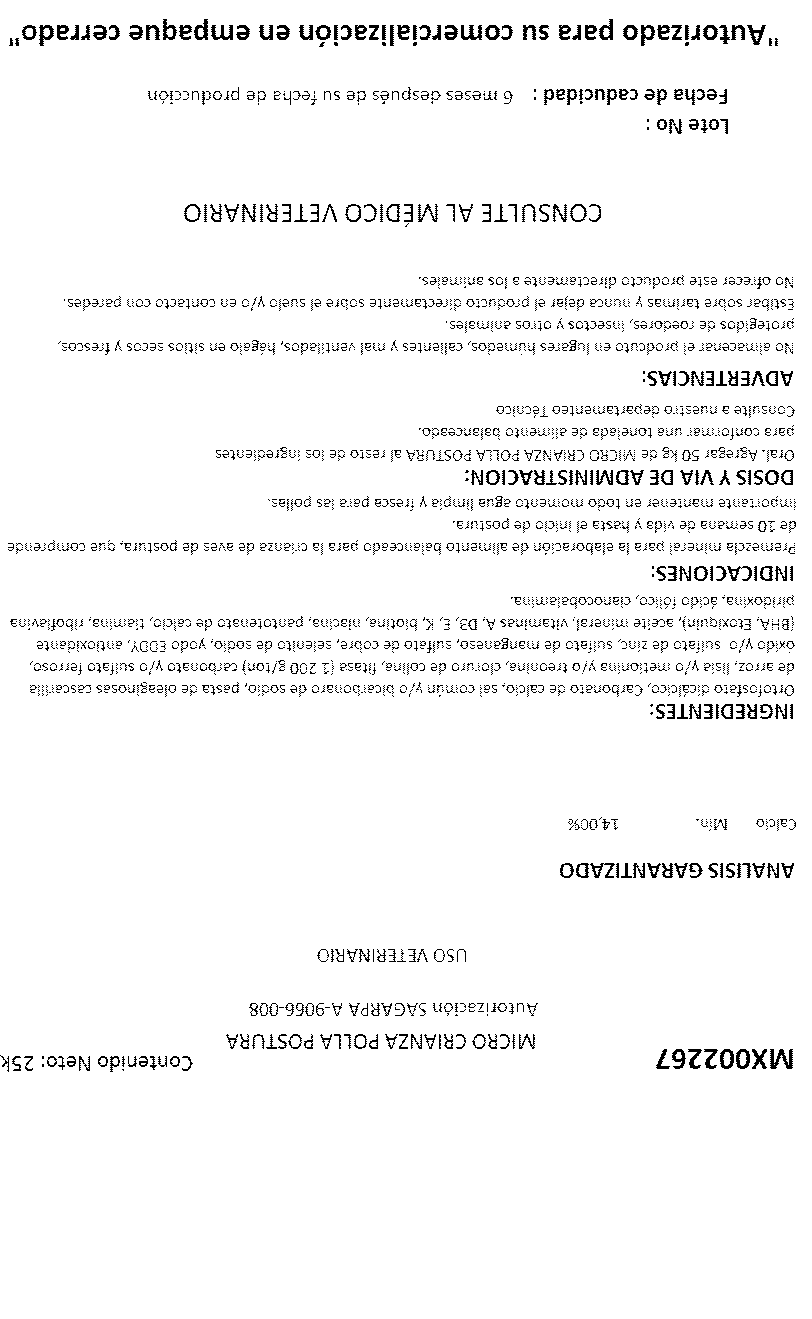 MX002267
Contenido Neto: 25k
MICRO CRIANZA POLLA POSTURA
Autorización SAGARPA A-9066-008
USO VETERINARIO
ANALISIS GARANTIZADO
Calcio Mín. 14,00%
INGREDIENTES:
Ortofosfato dicálcico, Carbonato de calcio, sal común y/o bicarbonaro de sodio, pasta de oleaginosas cascarilla
de arroz, lisia y/o metionina y/o treonina, cloruro de colina, fitasa (1 200 g/ton) carbonato y/o sulfato ferroso,
óxido y/o sulfato de zinc, sulfato de manganeso, sulfato de cobre, selenito de sodio, yodo EDDY, antioxidante
(BHA, Etoxiquin), aceite mineral, vitaminas A, D3, E, K, biotina, niacina, pantotenato de calcio, tiamina, riboflavina
piridoxina, ácido fólico, cianocobalamina.
INDICACIONES:
Premezcla mineral para la elaboración de alimento balanceado para la crianza de aves de postura, que comprende
de 10 semana de vida y hasta el inicio de postura.
importante mantener en todo momento agua limpia y fresca para las pollas.
DOSIS Y VIA DE ADMINISTRACION:
Oral. Agregar 50 kg de MICRO CRIANZA POLLA POSTURA al resto de los ingredientes
para conformar una tonelada de alimento balanceado.
Consulte a nuestro departamenteo Técnico
ADVERTENCIAS:
No almacenar el prodcuto en lugares húmedos, calientes y mal ventilados, hágalo en sitios secos y frescos,
protegidos de roedores, insectos y otros animales.
Estibar sobre tarimas y nunca dejar el producto directamente sobre el suelo y/o en contacto con paredes.
No ofrecer este producto directamente a los animales.
CONSULTE AL MÉDICO VETERINARIO
Lote No :
Fecha de caducidad : 6 meses después de su fecha de producción
"Autorizado para su comercialización en empaque cerrado"